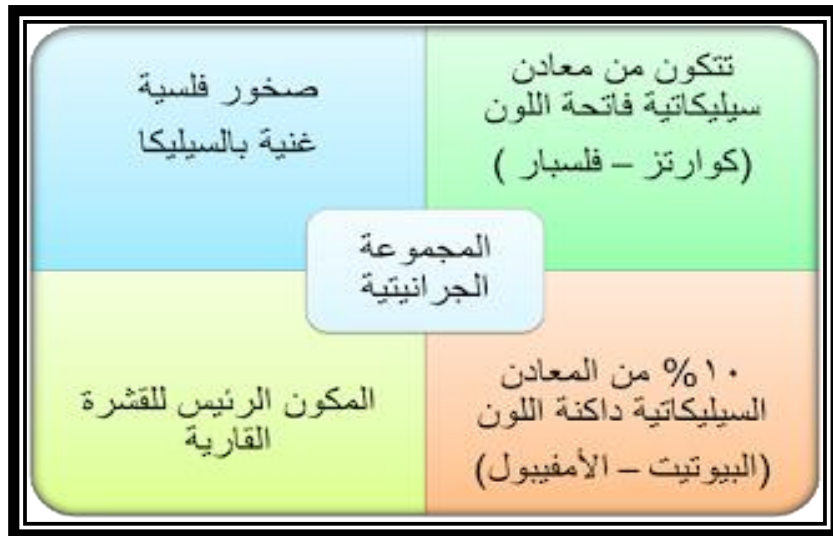 تتكون من معادن
سيليكاتية فاتحة اللون
(كوارتز – فلسبار )
صخور فلسية
غنية بالسيليكا
المجموعة
الجرانيتية
١٠% من المعادن
السيليكاتية داكنة اللون
(البيوتيت – الأمفيبول)
المكون الرئيس للقشرة
القارية